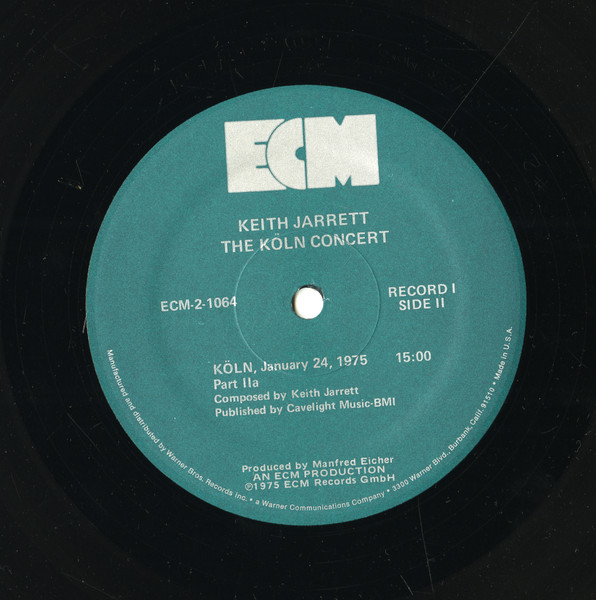 ECM
KEITH JARRETT
THE KÖLN CONCERT
ECM-2-1064
RECORD I
SIDE II
KÖLN, January 24, 1975 15:00
Part IIa
Composed by Keith Jarrett
Published by Cavelight Music-BMI
Produced by Manfred Eicher
AN ECM PRODUCTION
℗1975 ECM Records GmbH
Manufactured and distributed by Warner Bros. Records Inc. • a Warner Communications Company • 3300 Warner Blvd., Burbank, Calif. 91510 • Made in U.S.A.